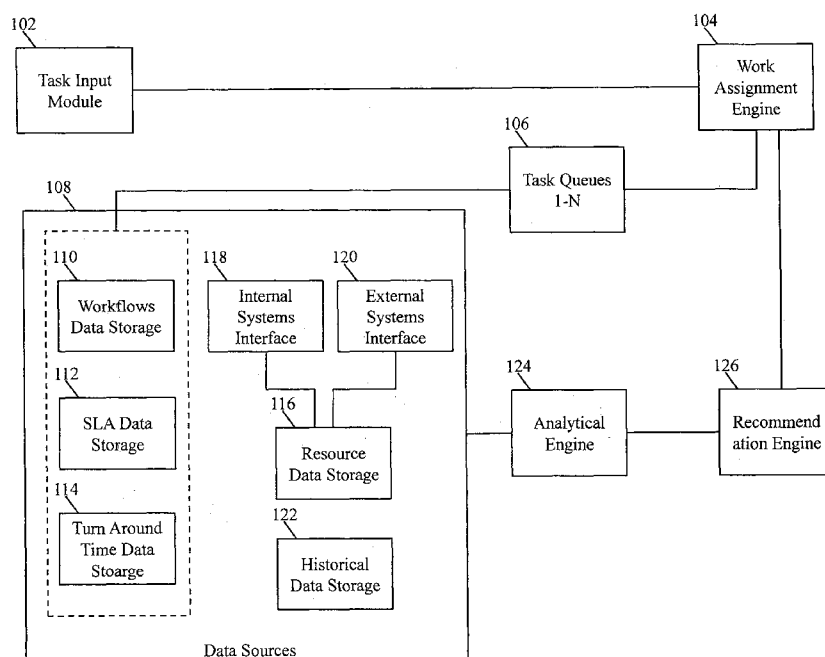 102
Task Input
Module
104
Work
Assignment
Engine
106
Task Queues
1-N
108
110
Workflows
Data Storage
118
Internal
Systems
Interface
120
External
Systems
Interface
112
SLA Data
Storage
116
Resource
Data Storage
124
Analytical
Engine
126
Recommend
ation Engine
114
Turn Around
Time Data
Stoarge
122
Historical
Data Storage
Data Sources